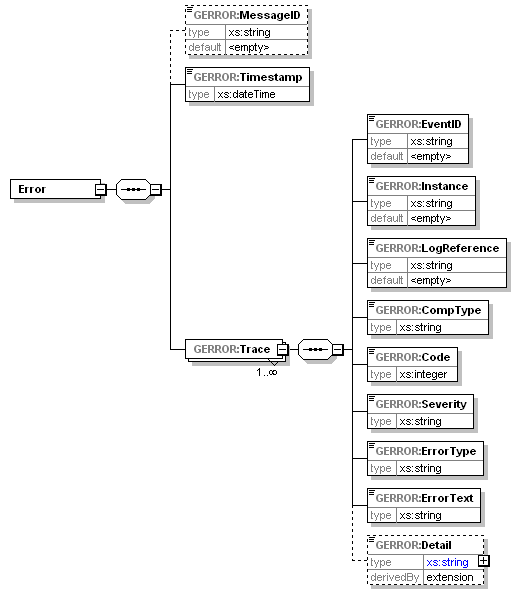 GERROR:MessageID
type xs:string
default <empty>
GERROR:Timestamp
type xs:dateTime
Error
GERROR:Trace
1..∞
GERROR:EventID
type xs:string
default <empty>
GERROR:Instance
type xs:string
default <empty>
GERROR:LogReference
type xs:string
default <empty>
GERROR:CompType
type xs:string
GERROR:Code
type xs:integer
GERROR:Severity
type xs:string
GERROR:ErrorType
type xs:string
GERROR:ErrorText
type xs:string
GERROR:Detail
type xs:string
derivedBy extension